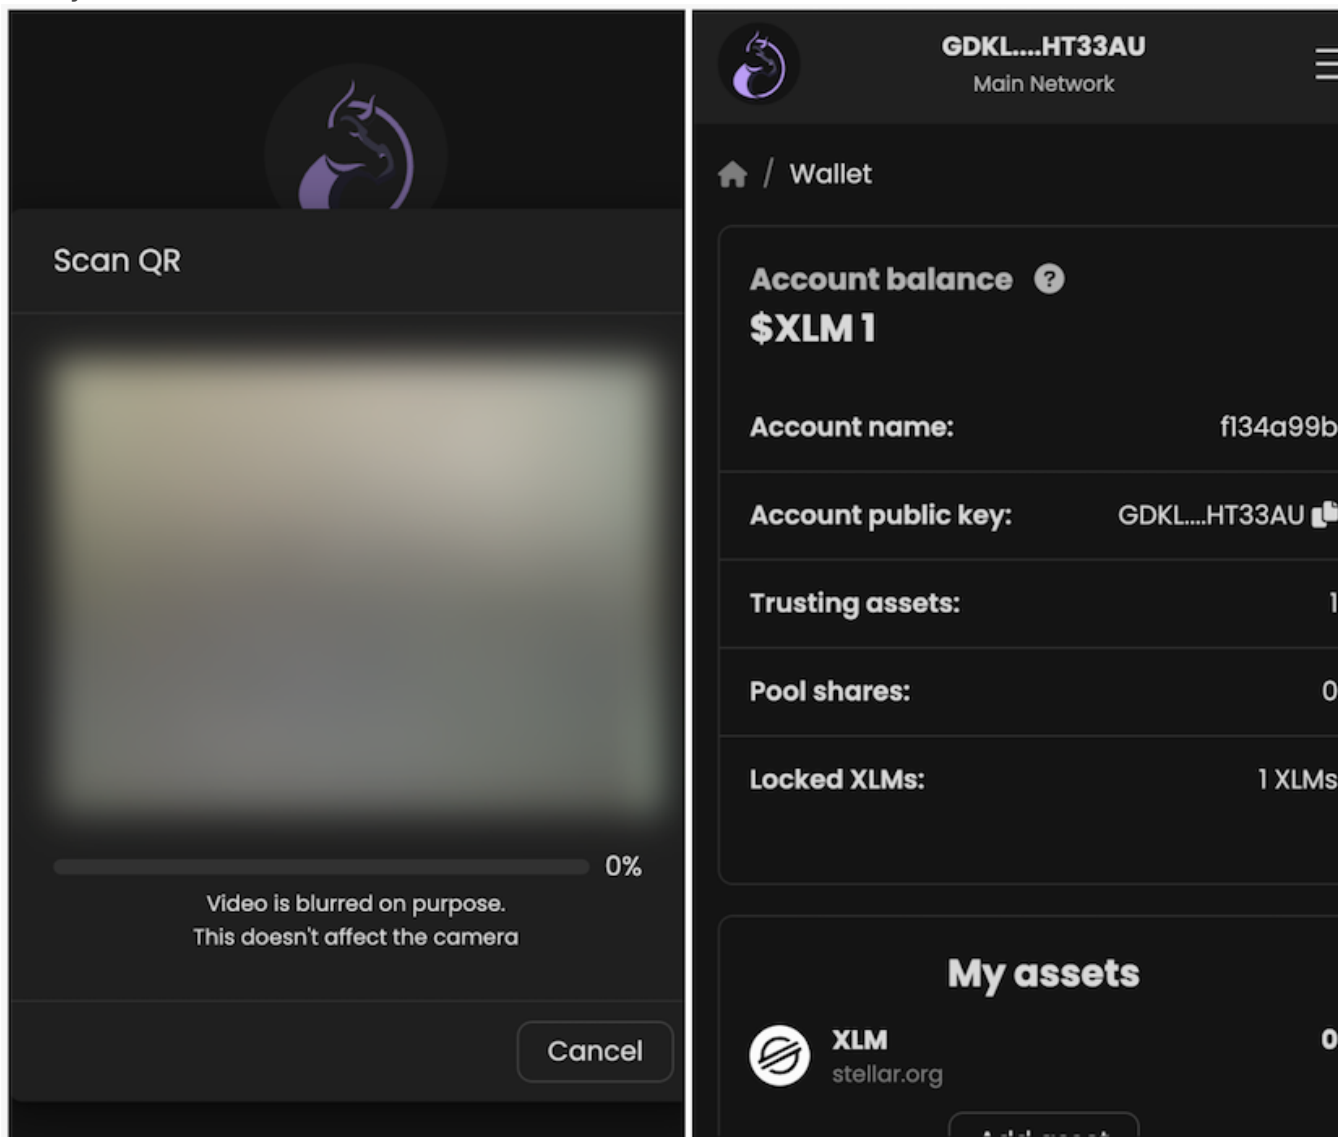 Scan QR
0%
Video is blurred on purpose.
This doesn't affect the camera
Cancel
GDKL....HT33AU
Main Network
/ Wallet
Account balance ?
$XLM 1
Account name: f134a99b
Account public key: GDKL....HT33AU
Trusting assets: 1
Pool shares: 0
Locked XLMs: 1 XLMs
My assets
XLM 0
stellar.org
Add asset